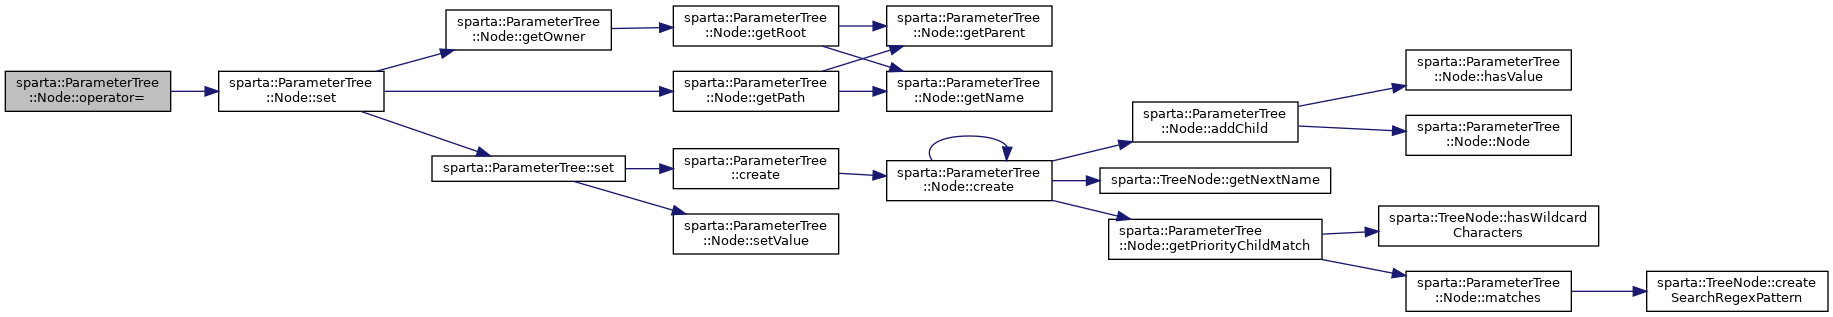 sparta::ParameterTree
::Node::operator=
sparta::ParameterTree
::Node::set
sparta::ParameterTree
::Node::getOwner
sparta::ParameterTree::set
sparta::ParameterTree
::Node::getRoot
sparta::ParameterTree
::Node::getPath
sparta::ParameterTree
::create
sparta::ParameterTree
::Node::setValue
sparta::ParameterTree
::Node::getParent
sparta::ParameterTree
::Node::getName
sparta::ParameterTree
::Node::create
sparta::ParameterTree
::Node::addChild
sparta::TreeNode::getNextName
sparta::ParameterTree
::Node::getPriorityChildMatch
sparta::ParameterTree
::Node::hasValue
sparta::ParameterTree
::Node::Node
sparta::TreeNode::hasWildcard
Characters
sparta::ParameterTree
::Node::matches
sparta::TreeNode::create
SearchRegexPattern